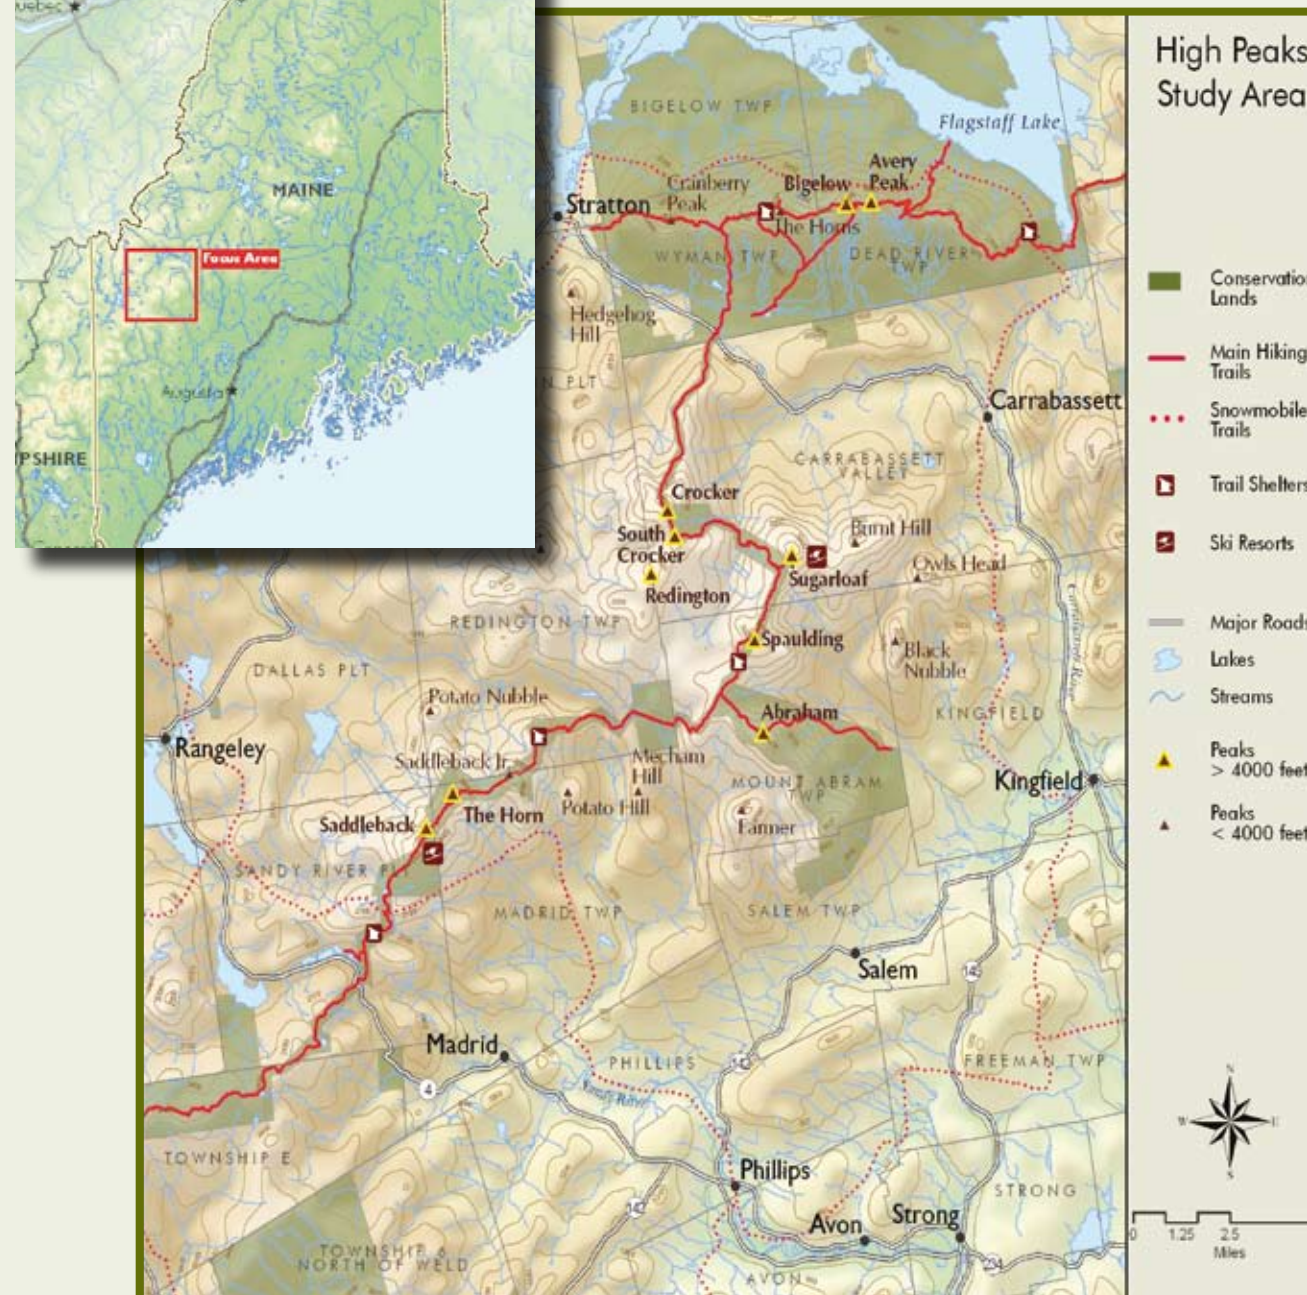 MAINE
Focus Area
Augusta
High Peaks
Study Area
BIGELOW TWP
Flagstaff Lake
Avery
Peak
Bigelow
Cranberry
Peak
Stratton
The Horns
WYMAN TWP
DEAD RIVER
TWP
Hedgehog
Hill
N PLT
Carrabassett
CARRABASSETT
VALLEY
Crocker
South
Crocker
Burnt Hill
Owls Head
Sugarloaf
Redington
REDINGTON TWP
Spaulding
Black
Nubble
DALLAS PLT
Potato Nubble
Abraham
KINGFIELD
Rangeley
Saddleback Jr.
Mecham
Hill
MOUNT ABRAM
TWP
Kingfield
The Horn
Potato Hill
Saddleback
Farmer
SANDY RIVER PLT
MADRID TWP
SALEM TWP
Salem
145
Madrid
4
PHILLIPS
142
FREEMAN TWP
TOWNSHIP E
Phillips
STRONG
142
Avon
Strong
TOWNSHIP 6
NORTH OF WELD
AVON
234
Conservation
Lands
Main Hiking
Trails
Snowmobile
Trails
Trail Shelters
Ski Resorts
Major Roads
Lakes
Streams
Peaks
> 4000 feet
Peaks
< 4000 feet
N
W
E
S
0 1.25 2.5
Miles